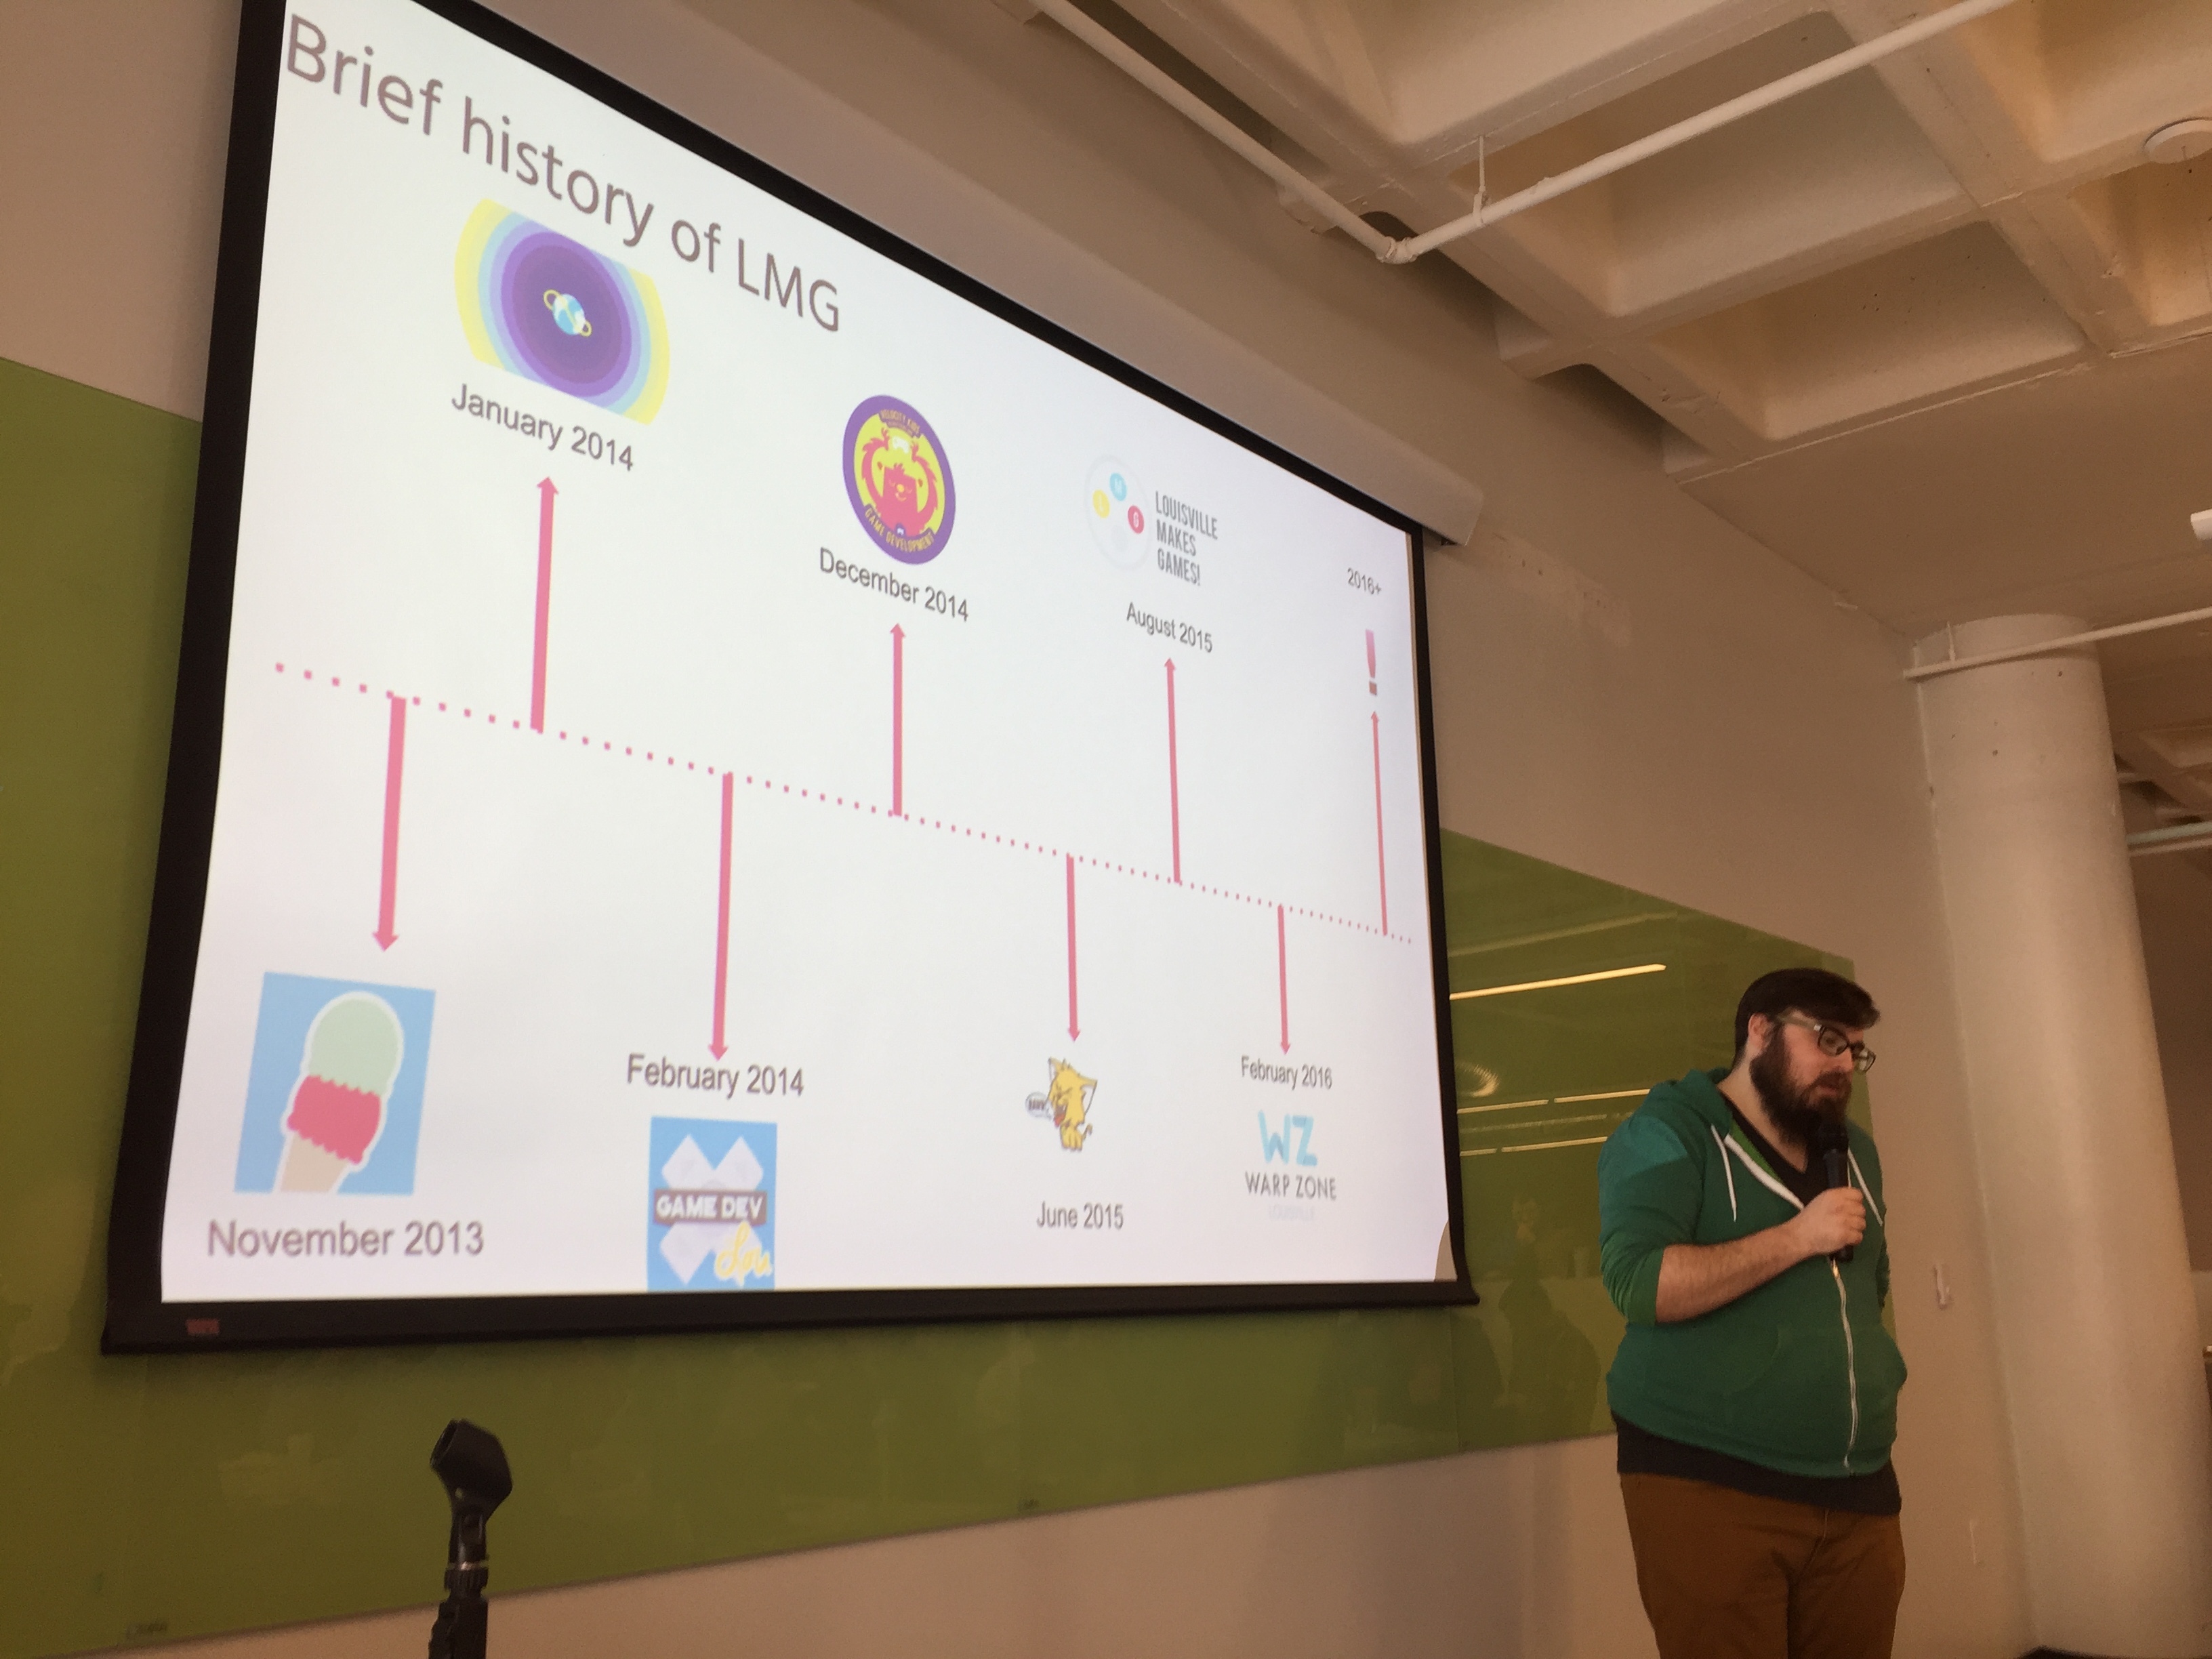 Brief history of LMG
January 2014
GAME DEVELOPMENT
December 2014
LOUISVILLE
MAKES
GAMES!
August 2015
2016+
!
November 2013
February 2014
GAME DEV
Lou
June 2015
February 2016
WZ
WARP ZONE